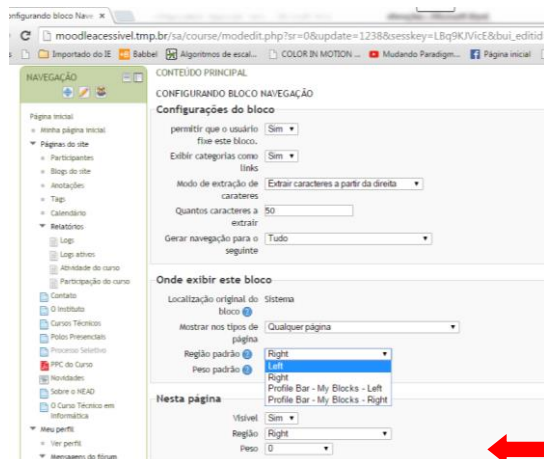 onfigurando bloco Nave ×
moodleacessivel.tmp.br/sa/course/modedit.php?sr=0&update=1238&sesskey=LBq9KJVicE&bui_editid
Importado do IE Babbel Algoritmos de escal... COLOR IN MOTION ... Mudando Paradigm... Página inicial
NAVEGAÇÃO
Página inicial
Minha página inicial
Páginas do site
Participantes
Blogs do site
Anotações
Tags
Calendário
Relatórios
Logs
Logs ativos
Atividade do curso
Participação do curso
Contato
O Instituto
Cursos Técnicos
Polos Presenciais
Processo Seletivo
PPC do Curso
Novidades
Sobre o NEAD
O Curso Técnico em
Informática
Meu perfil
Ver perfil
Mensagens do fórum
CONTEÚDO PRINCIPAL
CONFIGURANDO BLOCO NAVEGAÇÃO
Configurações do bloco
permitir que o usuário Sim
fixe este bloco.
Exibir categorias como Sim
links
Modo de extração de Extrair caracteres a partir da direita
carateres
Quantos caracteres a 50
extrair
Gerar navegação para o Tudo
seguinte
Onde exibir este bloco
Localização original do Sistema
bloco
Mostrar nos tipos de Qualquer página
página
Região padrão Right
Left
Peso padrão Right
Profile Bar - My Blocks - Left
Profile Bar - My Blocks - Right
Nesta página
Visível Sim
Região Right
Peso 0